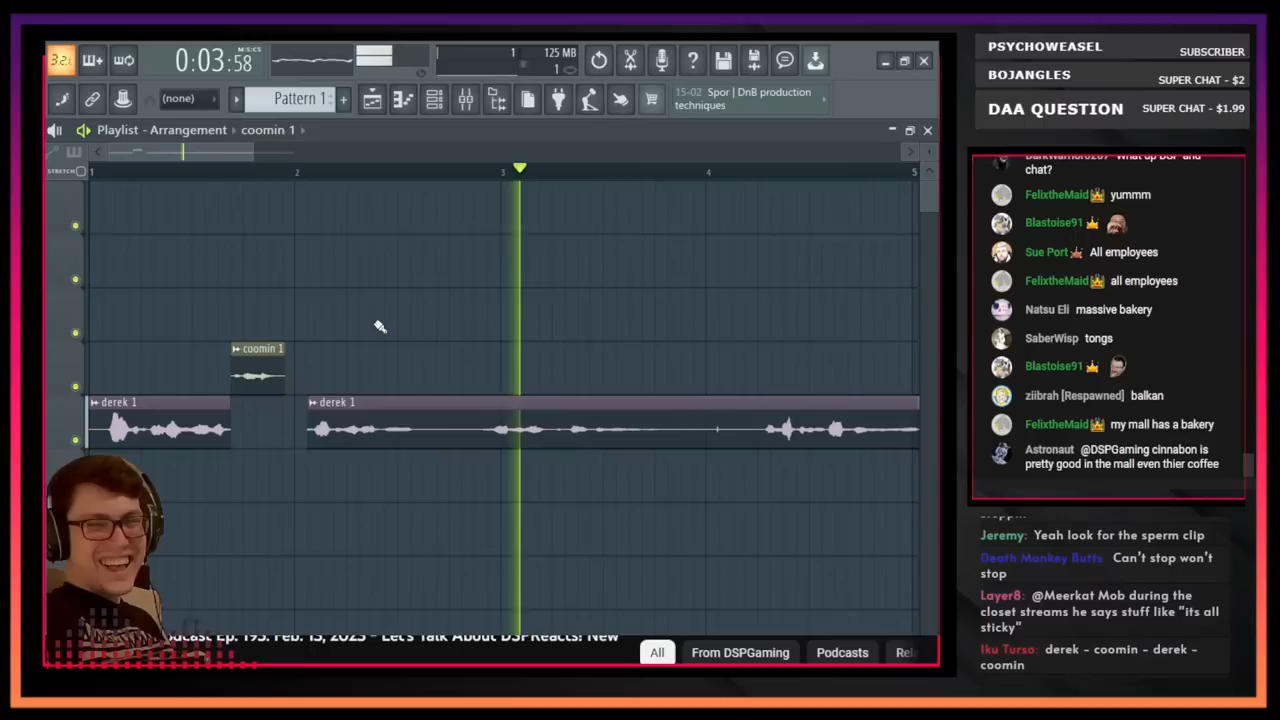 3.2.
0:03:58
M:S:CS
1
125 MB
1
(none)
Pattern 1
15-02 Spor | DnB production
techniques
Playlist - Arrangement
coomin 1
STRETCH
1
2
3
4
5
coomin 1
derek 1
derek 1
Ep. 195. Feb. 13, 2023 - Let's Talk About DSPReacts! New
All
From DSPGaming
Podcasts
PSYCHOWEASEL
SUBSCRIBER
BOJANGLES
SUPER CHAT - $2
DAA QUESTION
SUPER CHAT - $1.99
What up DSP and
chat?
FelixtheMaid yummm
Blastoise91
Sue Port All employees
FelixtheMaid all employees
Natsu Eli massive bakery
SaberWisp tongs
Blastoise91
ziibrah [Respawned] balkan
FelixtheMaid my mall has a bakery
Astronaut @DSPGaming cinnabon is
pretty good in the mall even thier coffee
Jeremy: Yeah look for the sperm clip
Death Monkey Butts Can't stop won't
stop
Layer8: @Meerkat Mob during the
closet streams he says stuff like "its all
sticky"
Iku Turso: derek - coomin - derek -
coomin